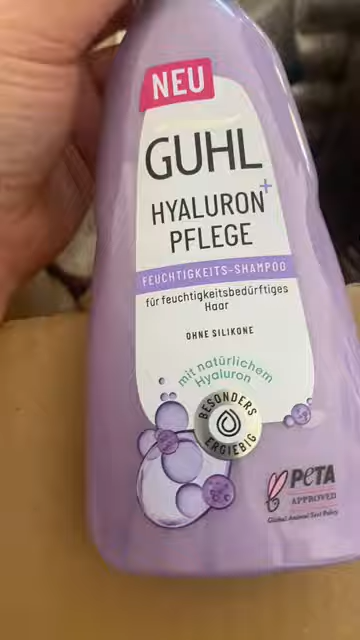 NEU
GUHL
HYALURON+
PFLEGE
FEUCHTIGKEITS-SHAMPOO
für feuchtigkeitsbedürftiges
Haar
OHNE SILIKONE
mit natürlichem
Hyaluron
BESONDERS
ERGIEBIG
PeTA
APPROVED
Global Animal Test Policy